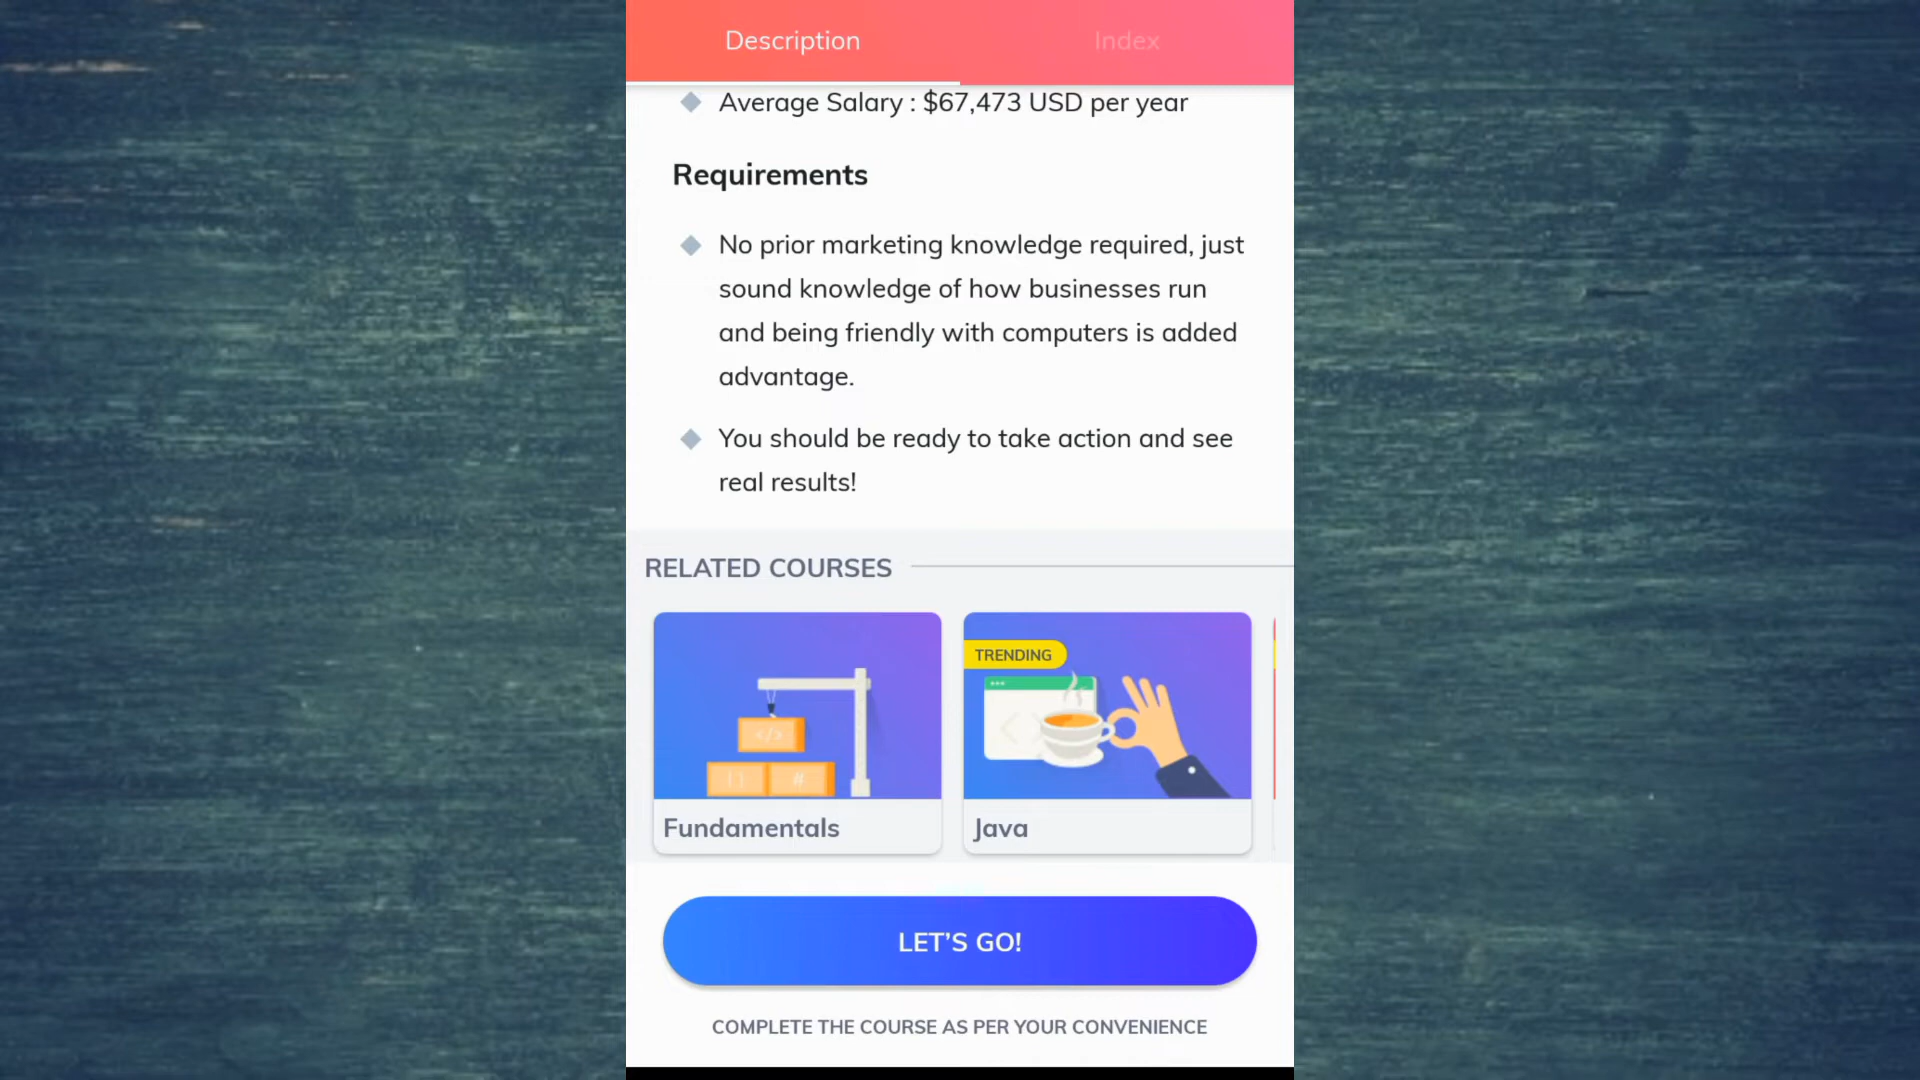 Description
Index
Average Salary : $67,473 USD per year
Requirements
No prior marketing knowledge required, just
sound knowledge of how businesses run
and being friendly with computers is added
advantage.
You should be ready to take action and see
real results!
RELATED COURSES
TRENDING
</>
#
Fundamentals
Java
LET'S GO!
COMPLETE THE COURSE AS PER YOUR CONVENIENCE